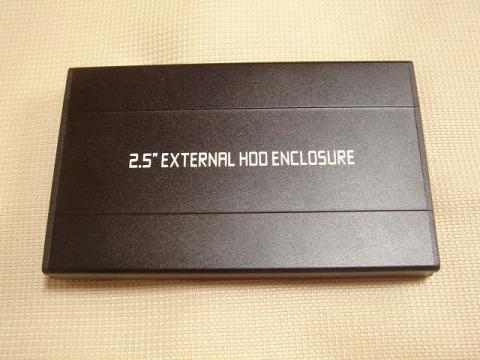 2.5" EXTERNAL HDD ENCLOSURE